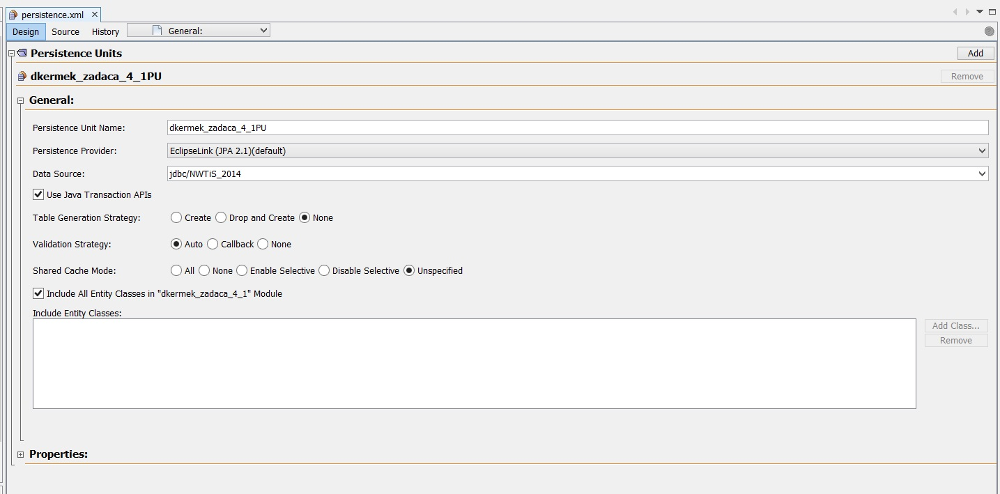 persistence.xml
Design Source History General:
Persistence Units Add
dkermek_zadaca_4_1PU Remove
General:
Persistence Unit Name: dkermek_zadaca_4_1PU
Persistence Provider: EclipseLink (JPA 2.1)(default)
Data Source: jdbc/NWTiS_2014
Use Java Transaction APIs
Table Generation Strategy: Create Drop and Create None
Validation Strategy: Auto Callback None
Shared Cache Mode: All None Enable Selective Disable Selective Unspecified
Include All Entity Classes in "dkermek_zadaca_4_1" Module
Include Entity Classes:
Add Class...
Remove
Properties: